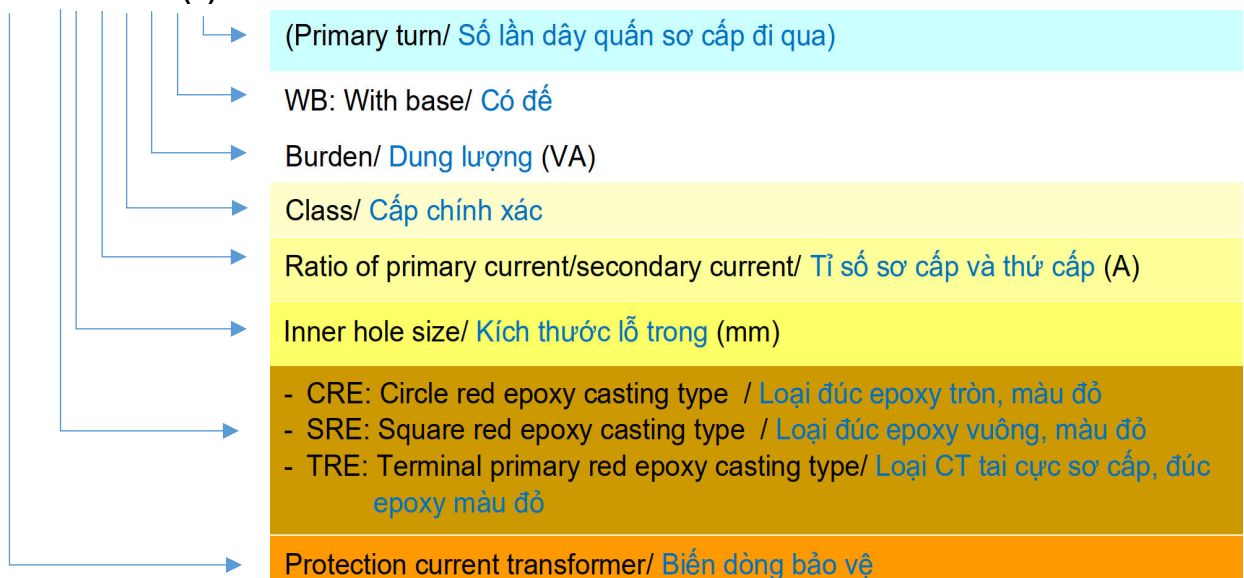 (Primary turn/ Số lần dây quấn sơ cấp đi qua)
WB: With base/ Có đế
Burden/ Dung lượng (VA)
Class/ Cấp chính xác
Ratio of primary current/secondary current/ Tỉ số sơ cấp và thứ cấp (A)
Inner hole size/ Kích thước lỗ trong (mm)
- CRE: Circle red epoxy casting type / Loại đúc epoxy tròn, màu đỏ
- SRE: Square red epoxy casting type / Loại đúc epoxy vuông, màu đỏ
- TRE: Terminal primary red epoxy casting type/ Loại CT tai cực sơ cấp, đúc
epoxy màu đỏ
Protection current transformer/ Biến dòng bảo vệ